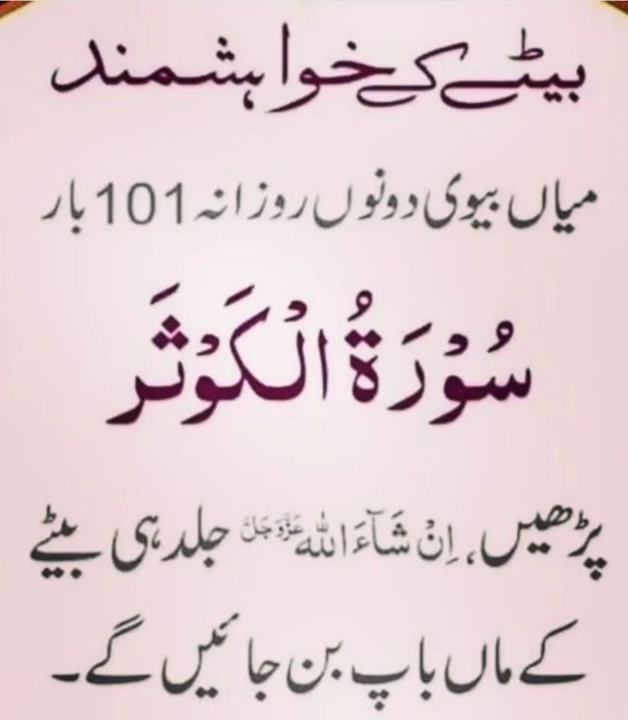 بیٹے کے خواہشمند
میاں بیوی دونوں روزانہ 101 بار
سُوْرَۃُ الْکَوْثَر
پڑھیں، اِنْ شَآءَ اللہ عَزَّوَجَلَّ جلد ہی بیٹے
کے ماں باپ بن جائیں گے۔